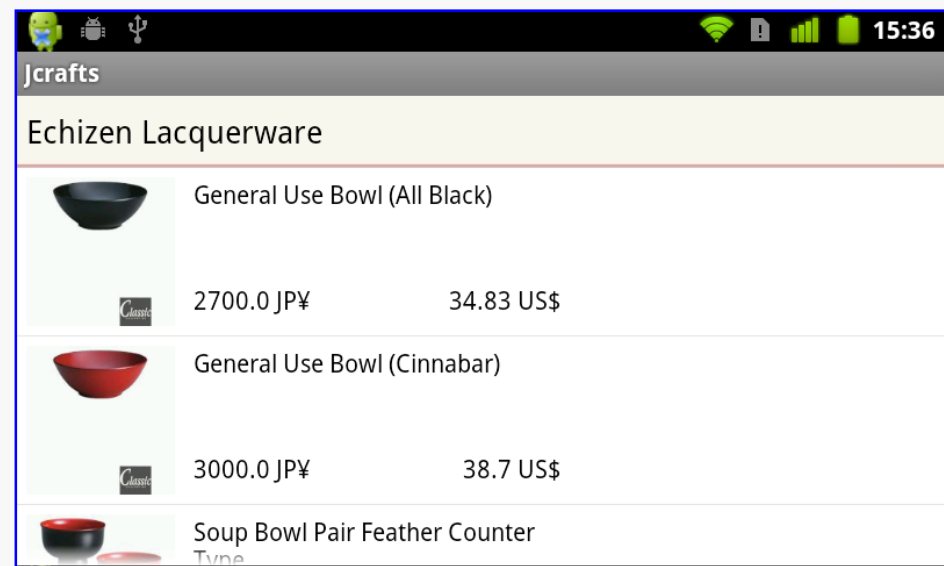 15:36
Jcrafts
Echizen Lacquerware
General Use Bowl (All Black)
2700.0 JP¥ 34.83 US$
Classic
General Use Bowl (Cinnabar)
3000.0 JP¥ 38.7 US$
Classic
Soup Bowl Pair Feather Counter
Type